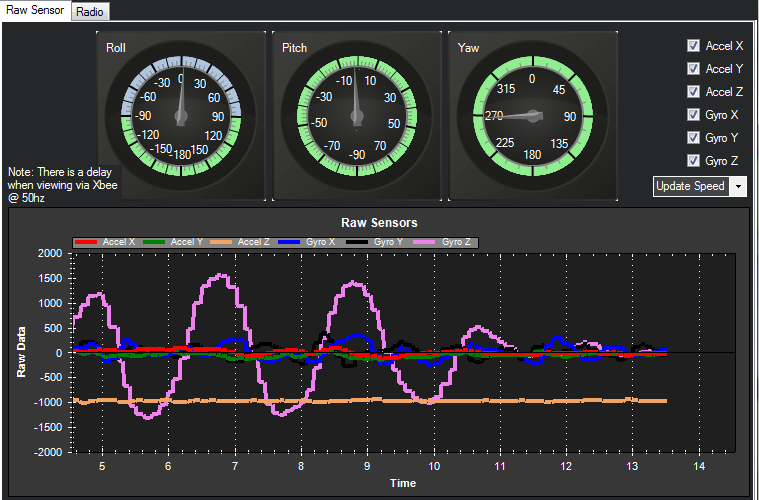 Raw Sensor Radio
Roll
0
-30 30
-60 60
-90 90
-120 120
-150 150
-180 180
Pitch
-10 10
-30 30
-50 50
-70 70
-90
Yaw
0
315 45
270 90
225 135
180
Accel X
Accel Y
Accel Z
Gyro X
Gyro Y
Gyro Z
Update Speed
Note: There is a delay
when viewing via Xbee
@ 50hz
Raw Sensors
Accel X Accel Y Accel Z Gyro X Gyro Y Gyro Z
Raw Data
2000
1500
1000
500
0
-500
-1000
-1500
-2000
5 6 7 8 9 10 11 12 13 14
Time